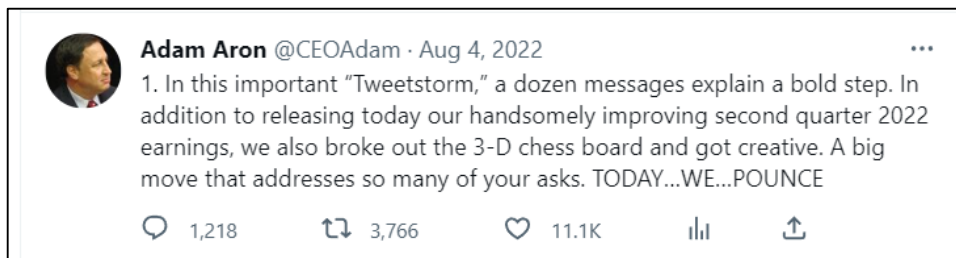 Adam Aron @CEOAdam · Aug 4, 2022
1. In this important “Tweetstorm,” a dozen messages explain a bold step. In
addition to releasing today our handsomely improving second quarter 2022
earnings, we also broke out the 3-D chess board and got creative. A big
move that addresses so many of your asks. TODAY...WE...POUNCE
1,218 3,766 11.1K